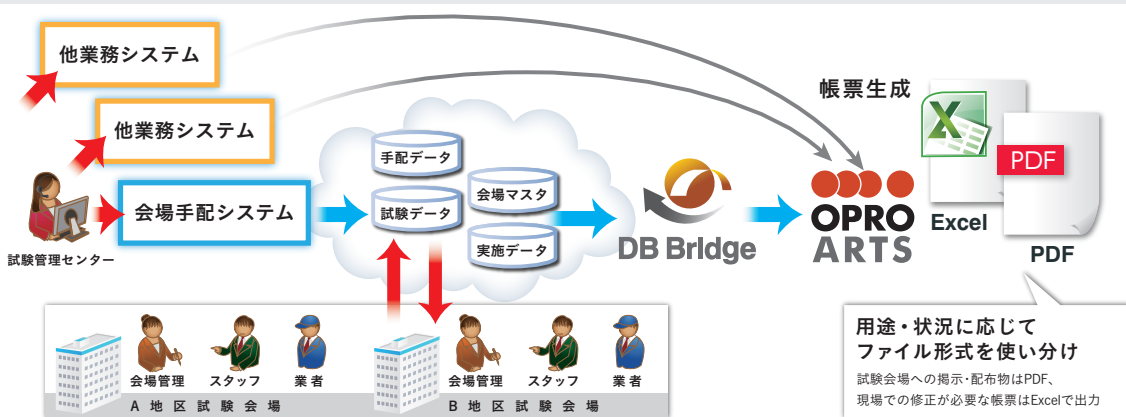 他業務システム
他業務システム
会場手配システム
試験管理センター
手配データ
試験データ
会場マスタ
実施データ
DB Bridge
帳票生成
OPRO
ARTS
X
Excel
PDF
PDF
会場管理
スタッフ
業者
A地区試験会場
会場管理
スタッフ
業者
B地区試験会場
用途・状況に応じて
ファイル形式を使い分け
試験会場への掲示・配布物はPDF、
現場での修正が必要な帳票はExcelで出力